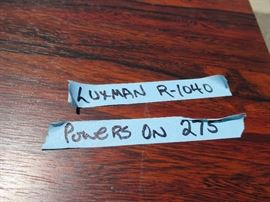 LUXMAN R-1040
POWERS ON 275